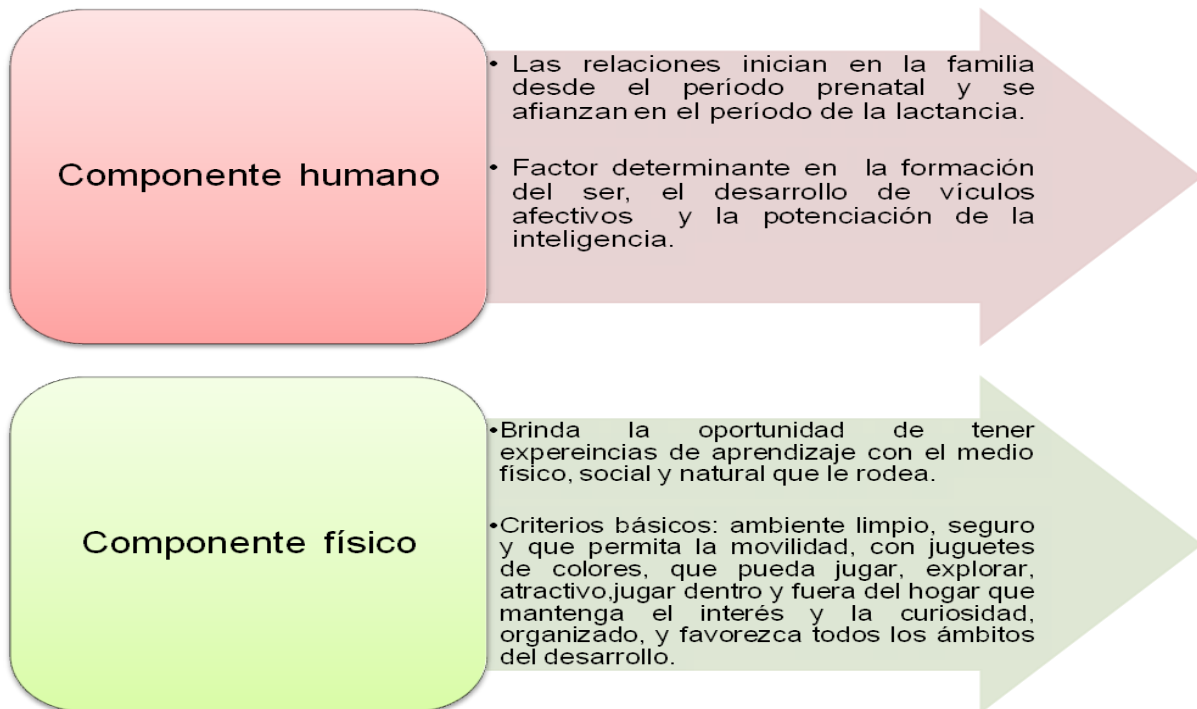 Componente humano
• Las relaciones inician en la familia
desde el período prenatal y se
afianzan en el período de la lactancia.
• Factor determinante en la formación
del ser, el desarrollo de vículos
afectivos y la potenciación de la
inteligencia.
Componente físico
•Brinda la oportunidad de tener
expereincias de aprendizaje con el medio
físico, social y natural que le rodea.
•Criterios básicos: ambiente limpio, seguro
y que permita la movilidad, con juguetes
de colores, que pueda jugar, explorar,
atractivo,jugar dentro y fuera del hogar que
mantenga el interés y la curiosidad,
organizado, y favorezca todos los ámbitos
del desarrollo.